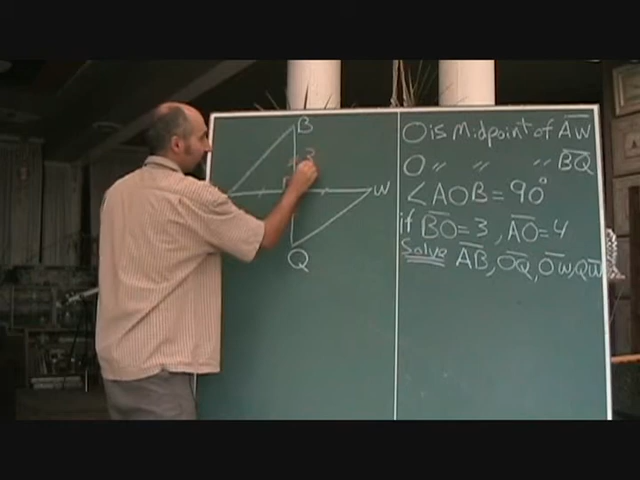 B
3
W
Q
O is Midpoint of AW
O " " " BQ
∠AOB = 90°
if BO = 3, AO = 4
Solve AB, OQ, OW, QW